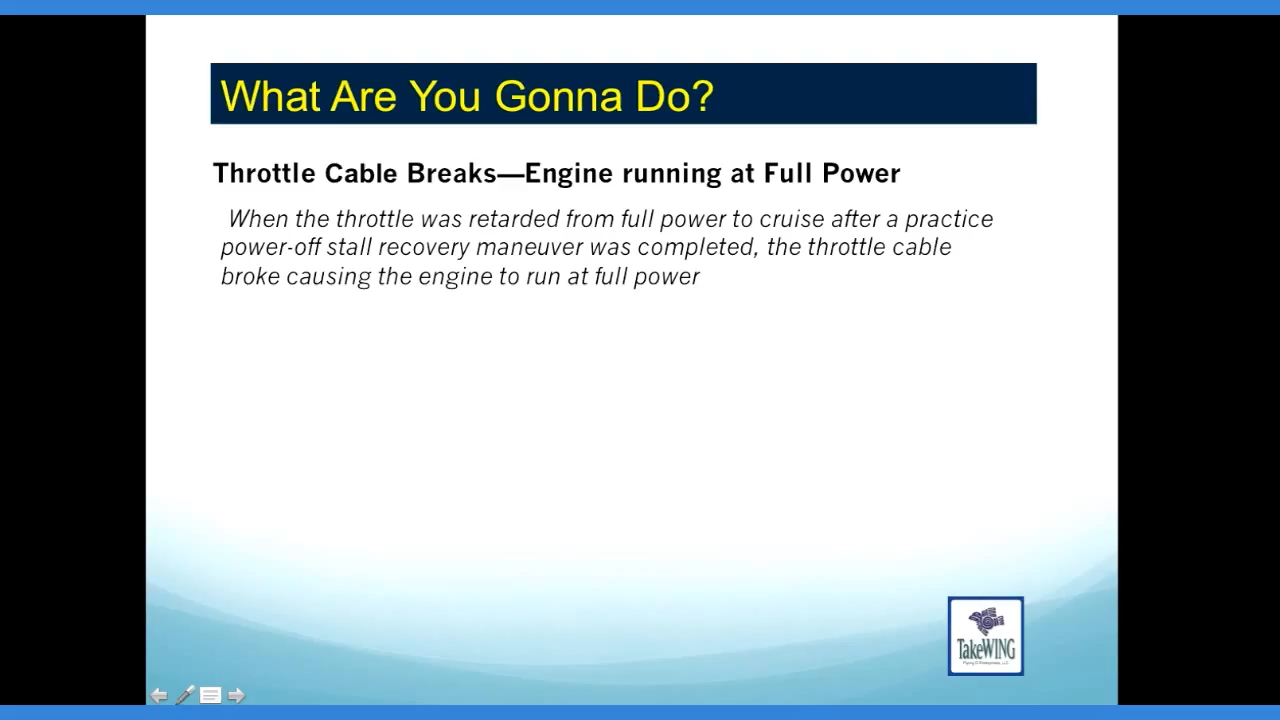 What Are You Gonna Do?
Throttle Cable Breaks—Engine running at Full Power
When the throttle was retarded from full power to cruise after a practice
power-off stall recovery maneuver was completed, the throttle cable
broke causing the engine to run at full power
TakeWING